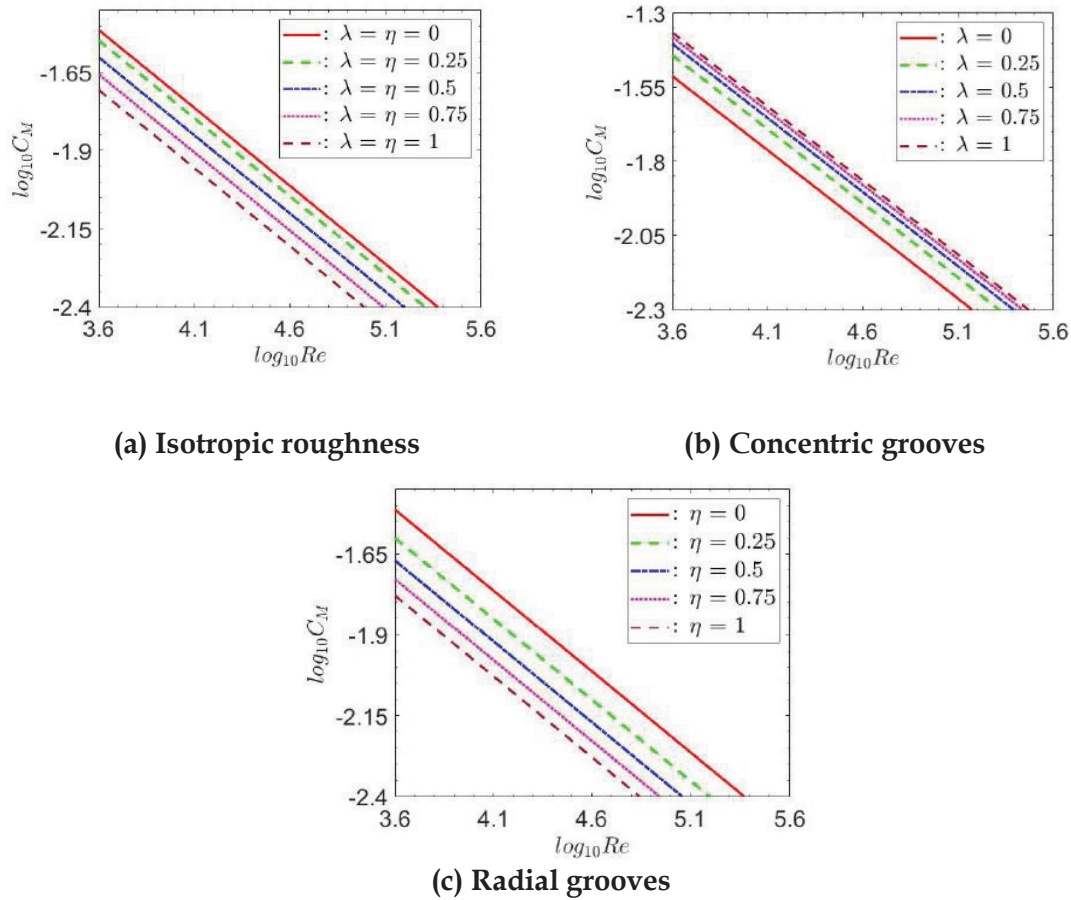 -1.65
-1.9
-2.15
-2.4
3.6 4.1 4.6 5.1 5.6
log₁₀C_M
log₁₀Re
: λ = η = 0
: λ = η = 0.25
: λ = η = 0.5
: λ = η = 0.75
: λ = η = 1
(a) Isotropic roughness
-1.3
-1.55
-1.8
-2.05
-2.3
3.6 4.1 4.6 5.1 5.6
log₁₀C_M
log₁₀Re
: λ = 0
: λ = 0.25
: λ = 0.5
: λ = 0.75
: λ = 1
(b) Concentric grooves
-1.65
-1.9
-2.15
-2.4
3.6 4.1 4.6 5.1 5.6
log₁₀C_M
log₁₀Re
: η = 0
: η = 0.25
: η = 0.5
: η = 0.75
: η = 1
(c) Radial grooves